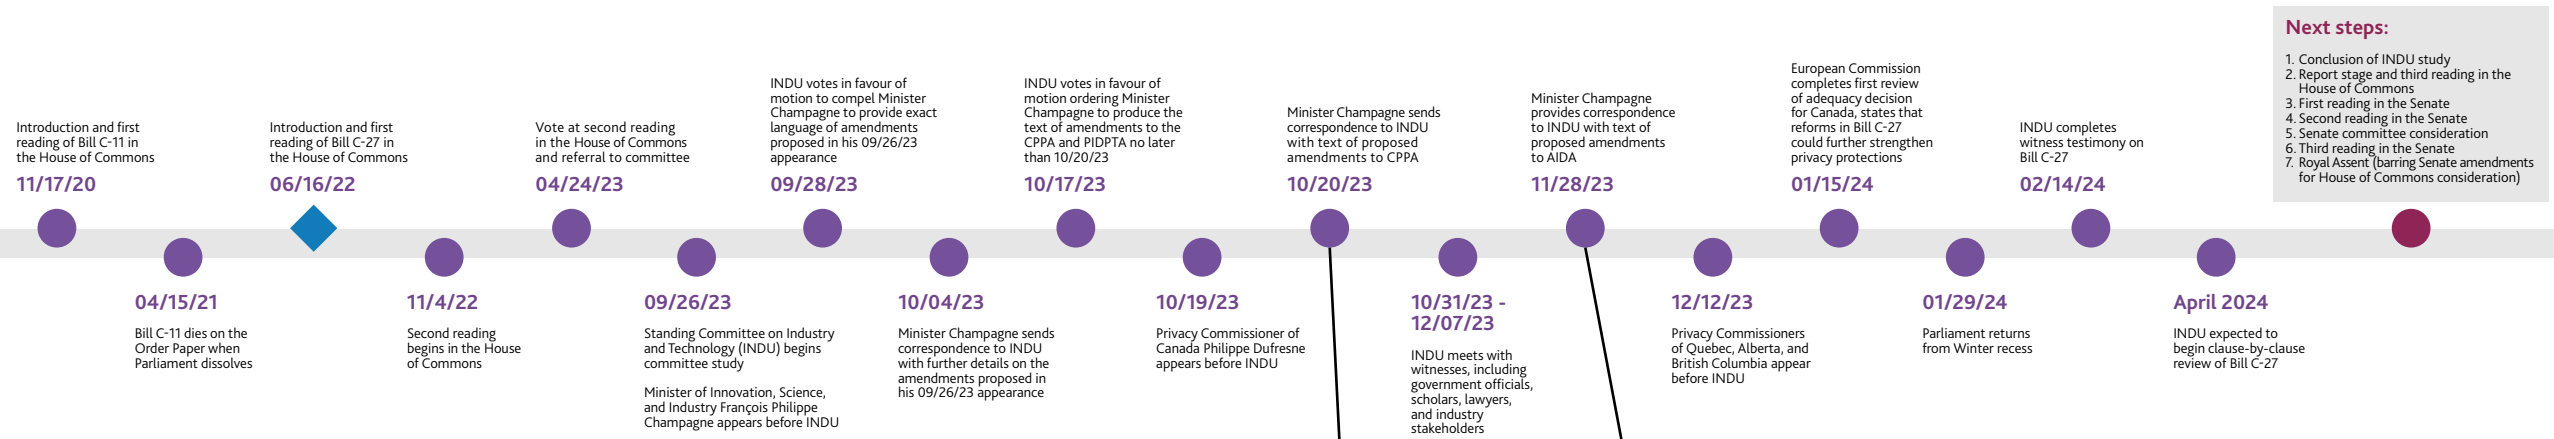 Introduction and first
reading of Bill C-11 in
the House of Commons
11/17/20
04/15/21
Bill C-11 dies on the
Order Paper when
Parliament dissolves
Introduction and first
reading of Bill C-27 in
the House of Commons
06/16/22
11/4/22
Second reading
begins in the House
of Commons
Vote at second reading
in the House of Commons
and referral to committee
04/24/23
09/26/23
Standing Committee on Industry
and Technology (INDU) begins
committee study
Minister of Innovation, Science,
and Industry François Philippe
Champagne appears before INDU
INDU votes in favour of
motion to compel Minister
Champagne to provide exact
language of amendments
proposed in his 09/26/23
appearance
09/28/23
10/04/23
Minister Champagne sends
correspondence to INDU
with further details on the
amendments proposed in
his 09/26/23 appearance
INDU votes in favour of
motion ordering Minister
Champagne to produce the
text of amendments to the
CPPA and PIDPTA no later
than 10/20/23
10/17/23
10/19/23
Privacy Commissioner of
Canada Philippe Dufresne
appears before INDU
Minister Champagne sends
correspondence to INDU
with text of proposed
amendments to CPPA
10/20/23
10/31/23 -
12/07/23
INDU meets with
witnesses, including
government officials,
scholars, lawyers,
and industry
stakeholders
Minister Champagne
provides correspondence
to INDU with text of
proposed amendments
to AIDA
11/28/23
12/12/23
Privacy Commissioners
of Quebec, Alberta, and
British Columbia appear
before INDU
European Commission
completes first review
of adequacy decision
for Canada, states that
reforms in Bill C-27
could further strengthen
privacy protections
01/15/24
01/29/24
Parliament returns
from Winter recess
INDU completes
witness testimony on
Bill C-27
02/14/24
April 2024
INDU expected to
begin clause-by-clause
review of Bill C-27
Next steps:
1. Conclusion of INDU study
2. Report stage and third reading in the
House of Commons
3. First reading in the Senate
4. Second reading in the Senate
5. Senate committee consideration
6. Third reading in the Senate
7. Royal Assent (barring Senate amendments
for House of Commons consideration)